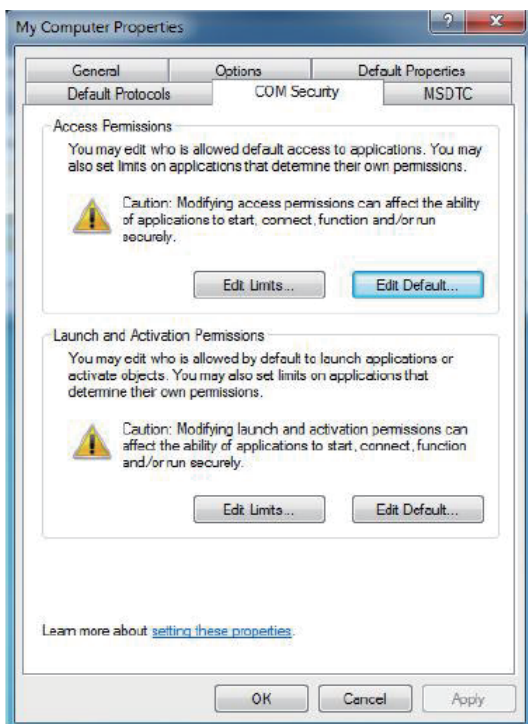 My Computer Properties
?
General Options Default Properties
Default Protocols COM Security MSDTC
Access Permissions
You may edit who is allowed default access to applications. You may
also set limits on applications that determine their own permissions.
Caution: Modifying access permissions can affect the ability
of applications to start, connect, function and/or run
securely.
Edit Limits... Edit Default...
Launch and Activation Permissions
You may edit who is allowed by default to launch applications or
activate objects. You may also set limits on applications that
determine their own permissions.
Caution: Modifying launch and activation permissions can
affect the ability of applications to start, connect, function
and/or run securely.
Edit Limits... Edit Default...
Learn more about setting these properties.
OK Cancel Apply